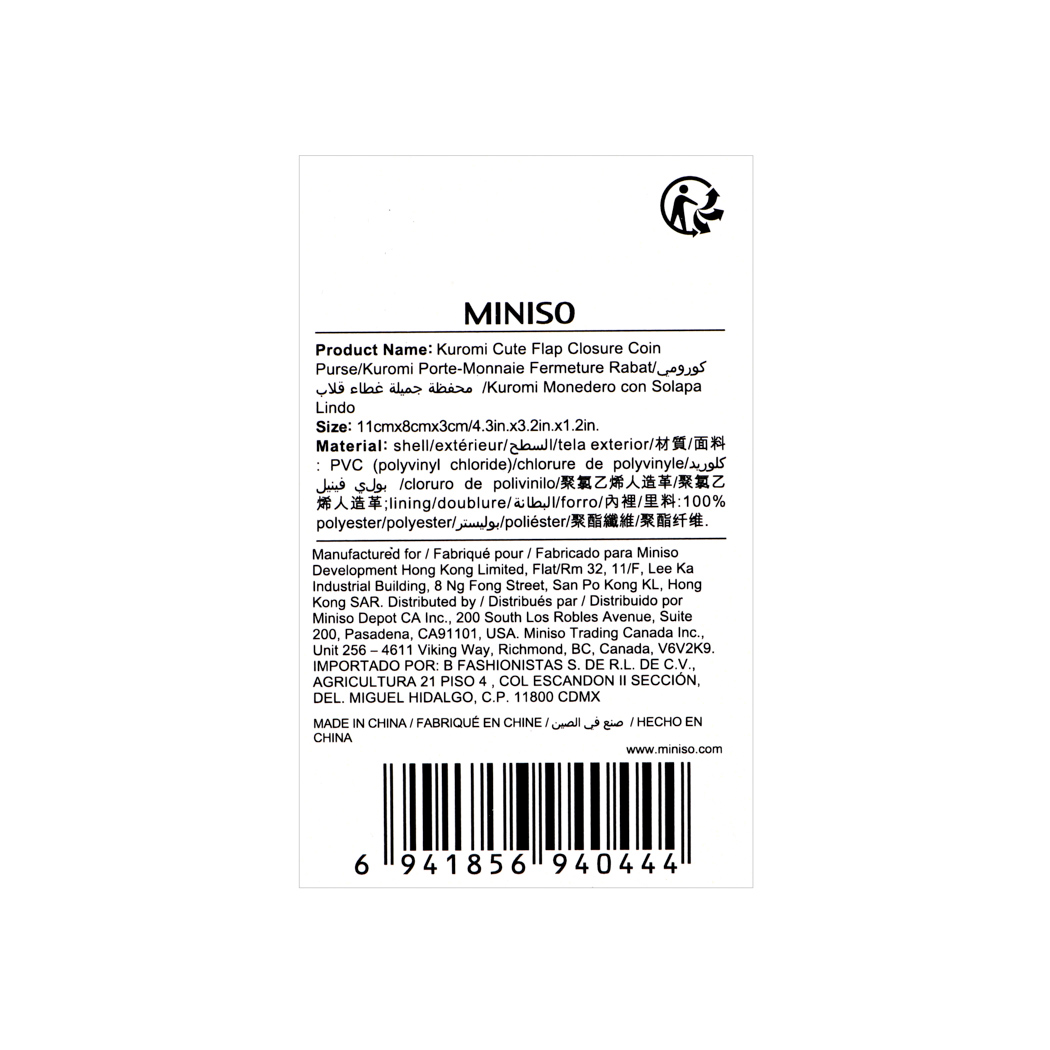 MINISO
Product Name: Kuromi Cute Flap Closure Coin
Purse/Kuromi Porte-Monnaie Fermeture Rabat/كورومي
محفظة جميلة غطاء قلاب /Kuromi Monedero con Solapa
Lindo
Size: 11cmx8cmx3cm/4.3in.x3.2in.x1.2in.
Material: shell/extérieur/السطح/tela exterior/材質/面料
: PVC (polyvinyl chloride)/chlorure de polyvinyle/كلوريد
بولي فينيل /cloruro de polivinilo/聚氯乙烯人造革/聚氯乙
烯人造革;lining/doublure/البطانة/forro/內裡/里料:100%
polyester/polyester/بوليستر/poliéster/聚酯纖維/聚酯纤维.
Manufactured for / Fabriqué pour / Fabricado para Miniso
Development Hong Kong Limited, Flat/Rm 32, 11/F, Lee Ka
Industrial Building, 8 Ng Fong Street, San Po Kong KL, Hong
Kong SAR. Distributed by / Distribués par / Distribuido por
Miniso Depot CA Inc., 200 South Los Robles Avenue, Suite
200, Pasadena, CA91101, USA. Miniso Trading Canada Inc.,
Unit 256 – 4611 Viking Way, Richmond, BC, Canada, V6V2K9.
IMPORTADO POR: B FASHIONISTAS S. DE R.L. DE C.V.,
AGRICULTURA 21 PISO 4 , COL ESCANDON II SECCIÓN,
DEL. MIGUEL HIDALGO, C.P. 11800 CDMX
MADE IN CHINA / FABRIQUÉ EN CHINE / صنع في الصين / HECHO EN
CHINA
www.miniso.com
6 941856 940444